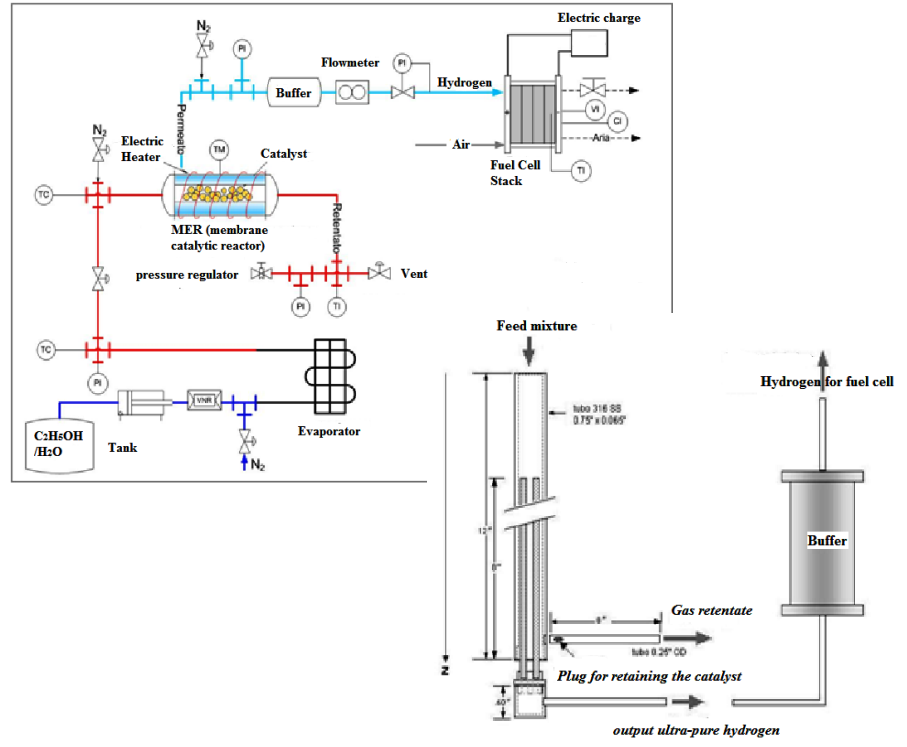 Electric charge
N₂
PI
Flowmeter
PI
Hydrogen
Buffer
VI
CI
Permeato
N₂
Electric
Heater
TM
Catalyst
Air
Aria
Fuel Cell
Stack
TI
TC
MER (membrane
catalytic reactor)
Retentato
pressure regulator
Vent
PI
TI
TC
PI
Feed mixture
Hydrogen for fuel cell
tubo 316 SS
0.75" x 0.065"
VNR
Evaporator
C2H5OH
/H2O
Tank
N₂
12"
Buffer
Gas retentate
tubo 0.25" OD
N
Plug for retaining the catalyst
.60"
output ultra-pure hydrogen